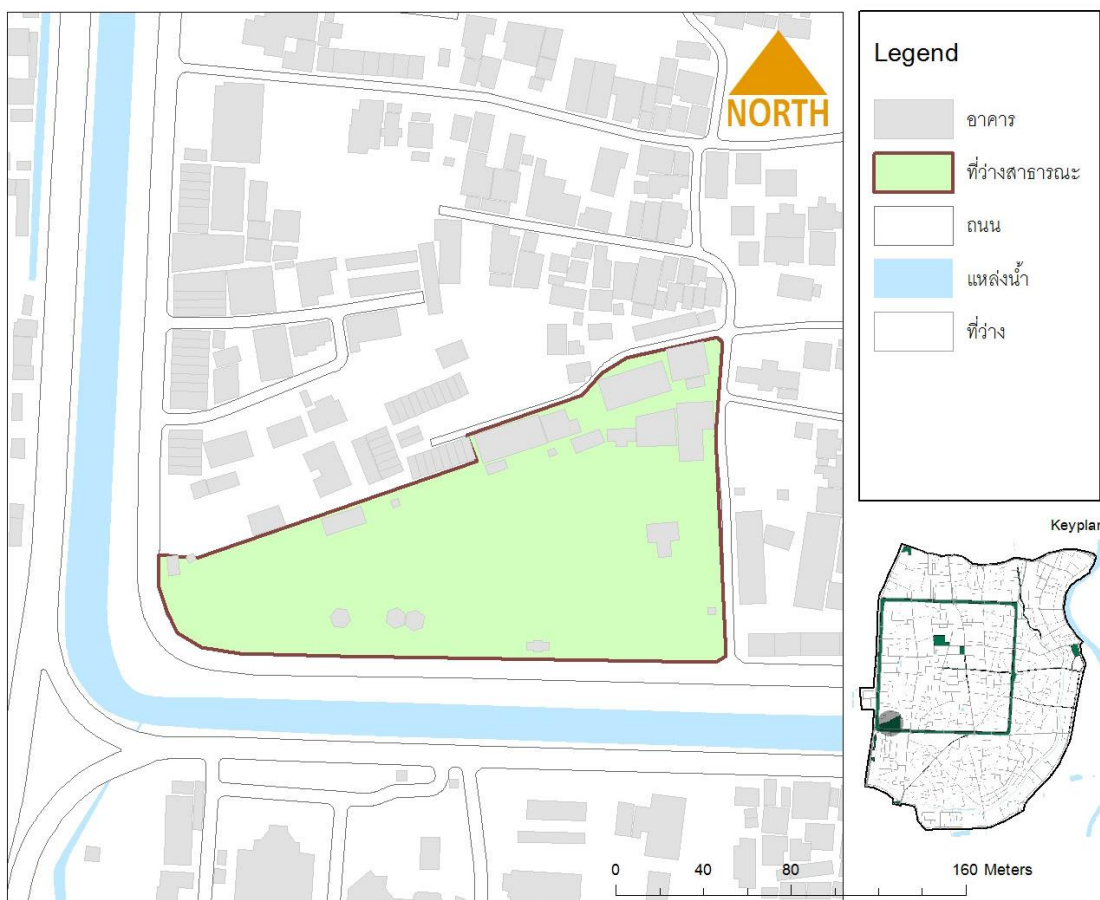 NORTH
Legend
อาคาร
ที่ว่างสาธารณะ
ถนน
แหล่งน้ำ
ที่ว่าง
Keyplan
0 40 80 160 Meters